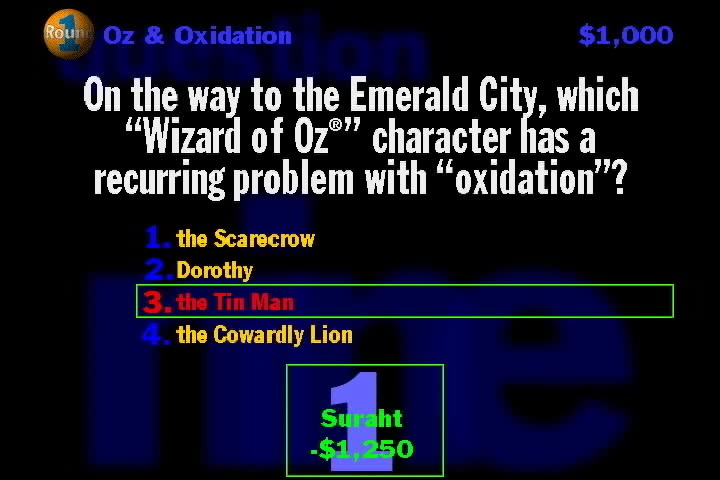 Round 1 Oz & Oxidation $1,000
question
On the way to the Emerald City, which
“Wizard of Oz®” character has a
recurring problem with “oxidation”?
1. the Scarecrow
2. Dorothy
3. the Tin Man
4. the Cowardly Lion
nine
1
Suraht
-$1,250